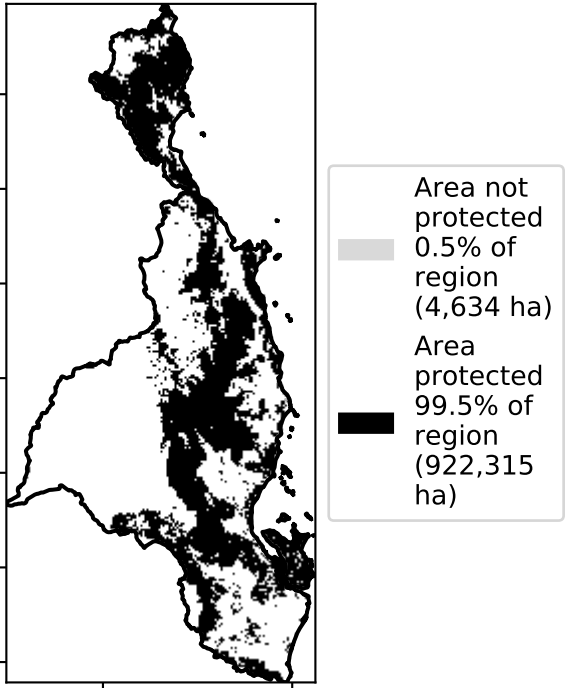 Area not
protected
0.5% of
region
(4,634 ha)
Area
protected
99.5% of
region
(922,315
ha)